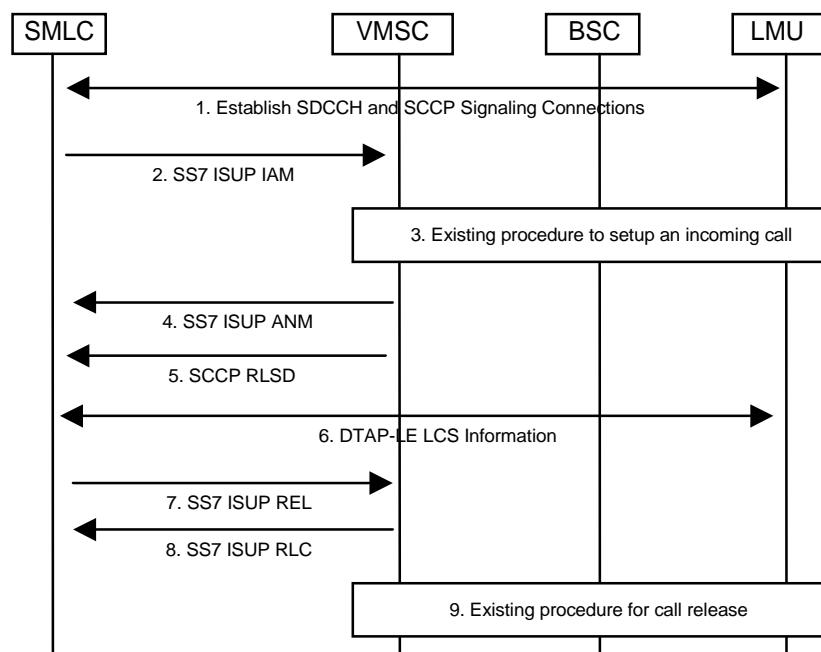 SMLC VMSC BSC LMU
1. Establish SDCCH and SCCP Signaling Connections
2. SS7 ISUP IAM
3. Existing procedure to setup an incoming call
4. SS7 ISUP ANM
5. SCCP RLSD
6. DTAP-LE LCS Information
7. SS7 ISUP REL
8. SS7 ISUP RLC
9. Existing procedure for call release